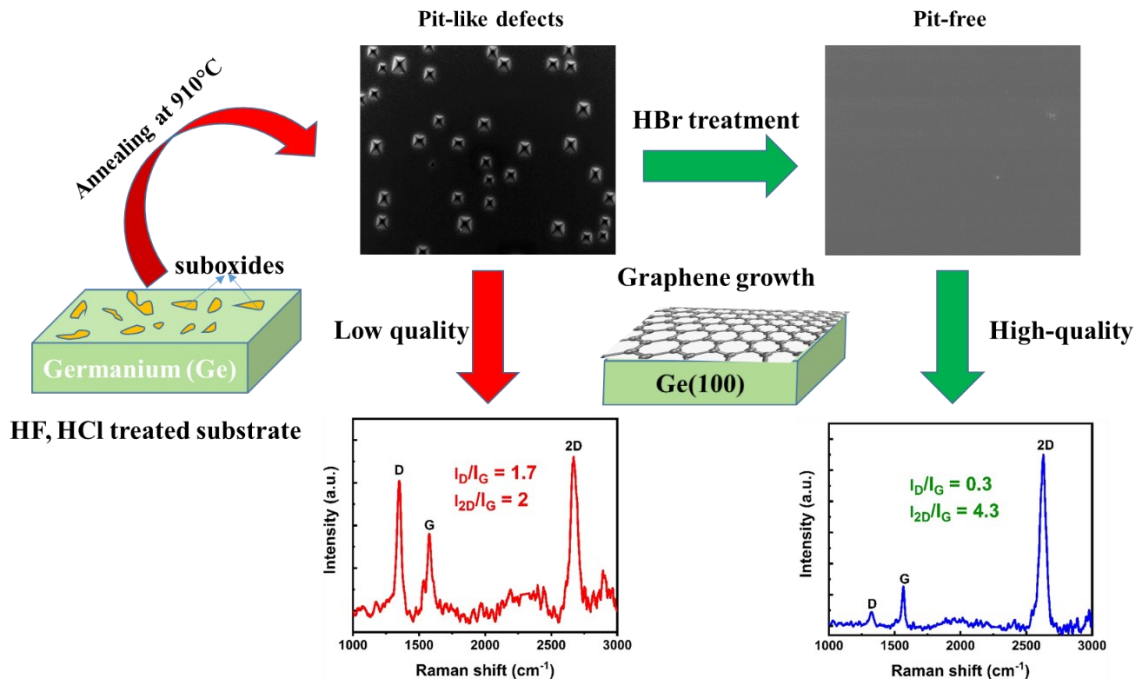 Pit-like defects
Pit-free
Annealing at 910°C
HBr treatment
suboxides
Germanium (Ge)
HF, HCl treated substrate
Low quality
Graphene growth
Ge(100)
High-quality
D
G
2D
I_D/I_G = 1.7
I_2D/I_G = 2
Intensity (a.u.)
1000 1500 2000 2500 3000
Raman shift (cm⁻¹)
D
G
2D
I_D/I_G = 0.3
I_2D/I_G = 4.3
Intensity (a.u.)
1000 1500 2000 2500 3000
Raman shift (cm⁻¹)